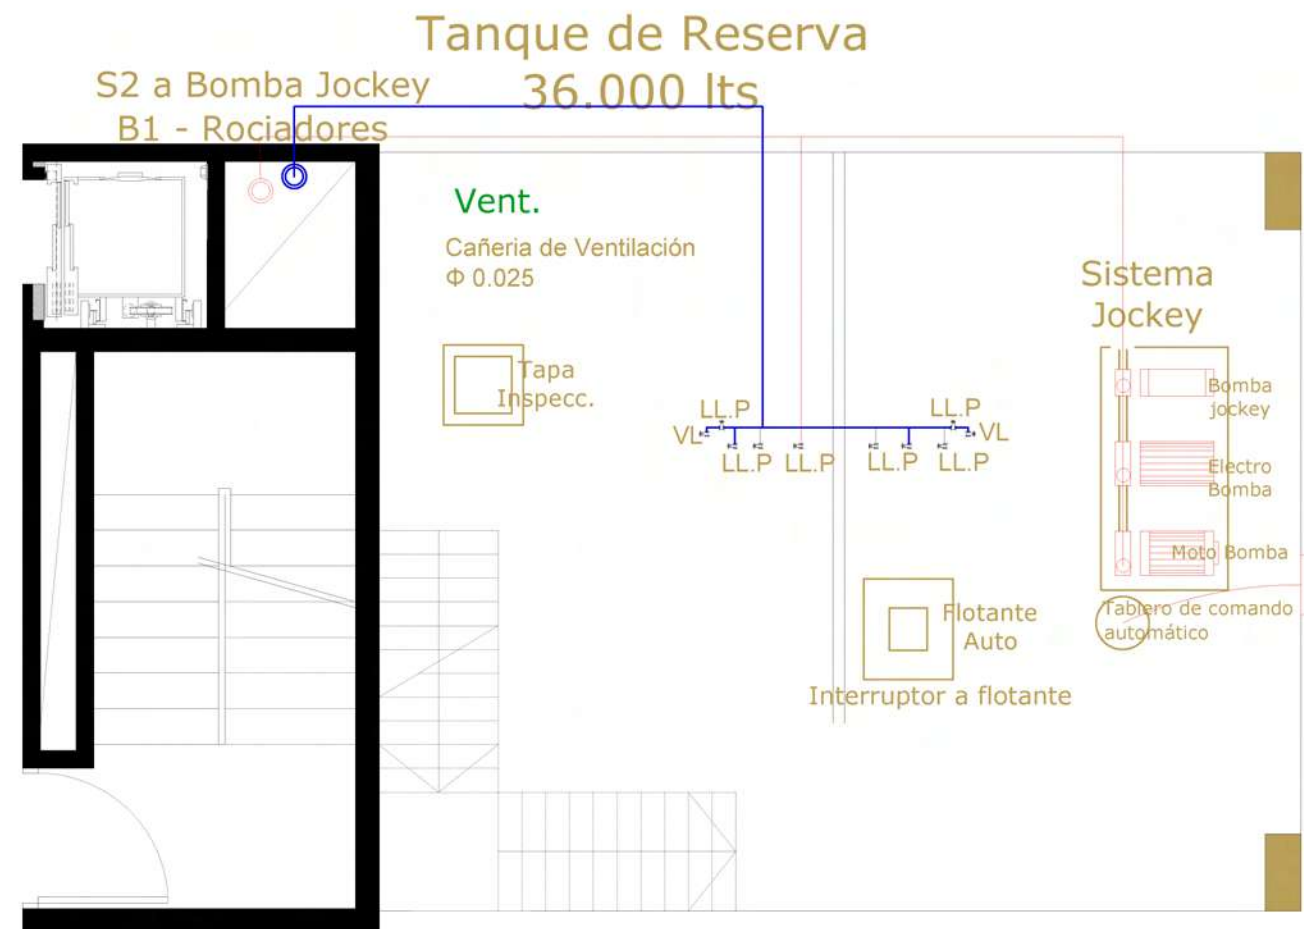 Tanque de Reserva
36.000 lts
S2 a Bomba Jockey
B1 - Rociadores
Vent.
Cañeria de Ventilación
Φ 0.025
Sistema
Jockey
Tapa
Inspecc.
Bomba
jockey
LL.P
LL.P
VL
VL
LL.P
LL.P
LL.P
LL.P
Electro
Bomba
Moto Bomba
Flotante
Auto
Tablero de comando
automático
Interruptor a flotante